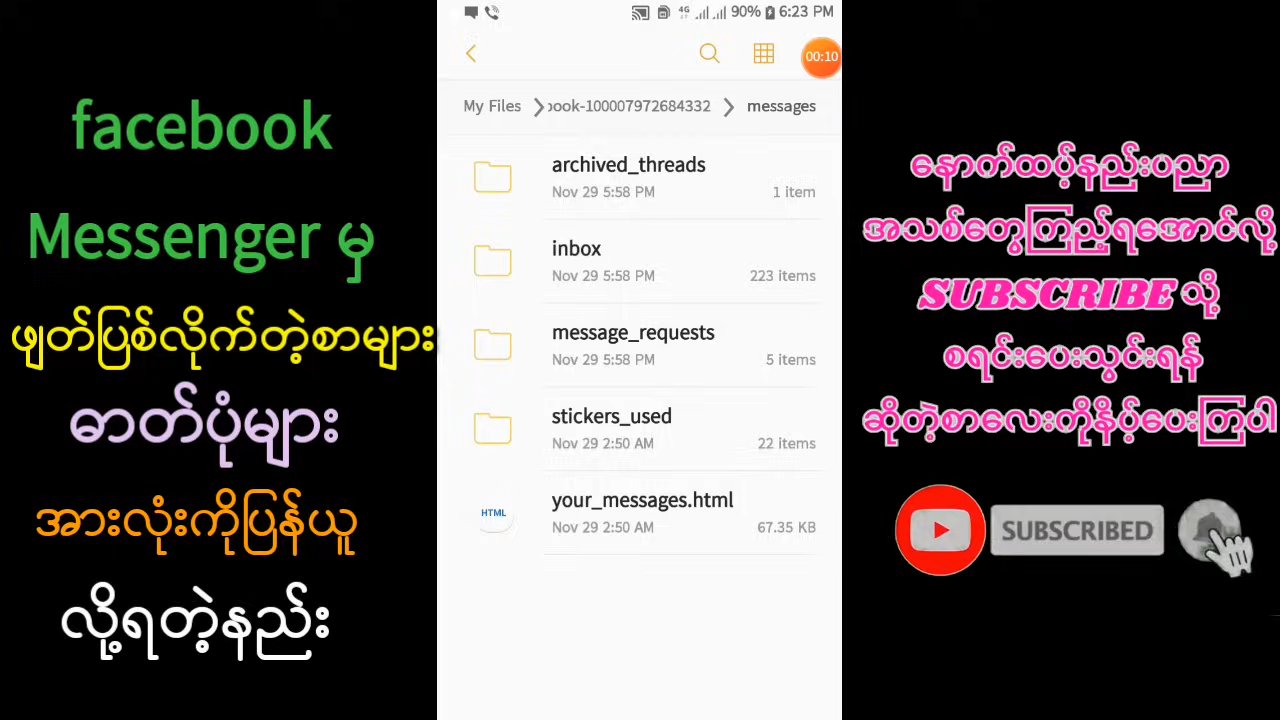 facebook
Messenger မှ
ဖျတ်ပြစ်လိုက်တဲ့စာများ
ဓာတ်ပုံများ
အားလုံးကိုပြန်ယူ
လို့ရတဲ့နည်း
90% 6:23 PM
00:10
My Files book-100007972684332 messages
archived_threads
Nov 29 5:58 PM 1 item
inbox
Nov 29 5:58 PM 223 items
message_requests
Nov 29 5:58 PM 5 items
stickers_used
Nov 29 2:50 AM 22 items
HTML your_messages.html
Nov 29 2:50 AM 67.35 KB
နောက်ထပ့်နည်းပညာ
အသစ်တွေကြည့်ရအောင်လို့
SUBSCRIBE သို့
စရင်းပေးသွင်းရန်
ဆိုတဲ့စာလေးကိုနိပ့်ပေးကြပါ
SUBSCRIBED